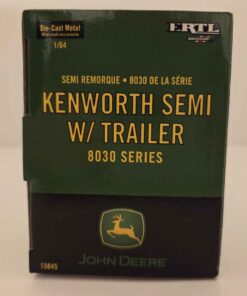 Die-Cast Metal
1/64
ERTL
SEMI REMORQUE • 8030 DE LA SÉRIE
KENWORTH SEMI
W/ TRAILER
8030 SERIES
JOHN DEERE
15845